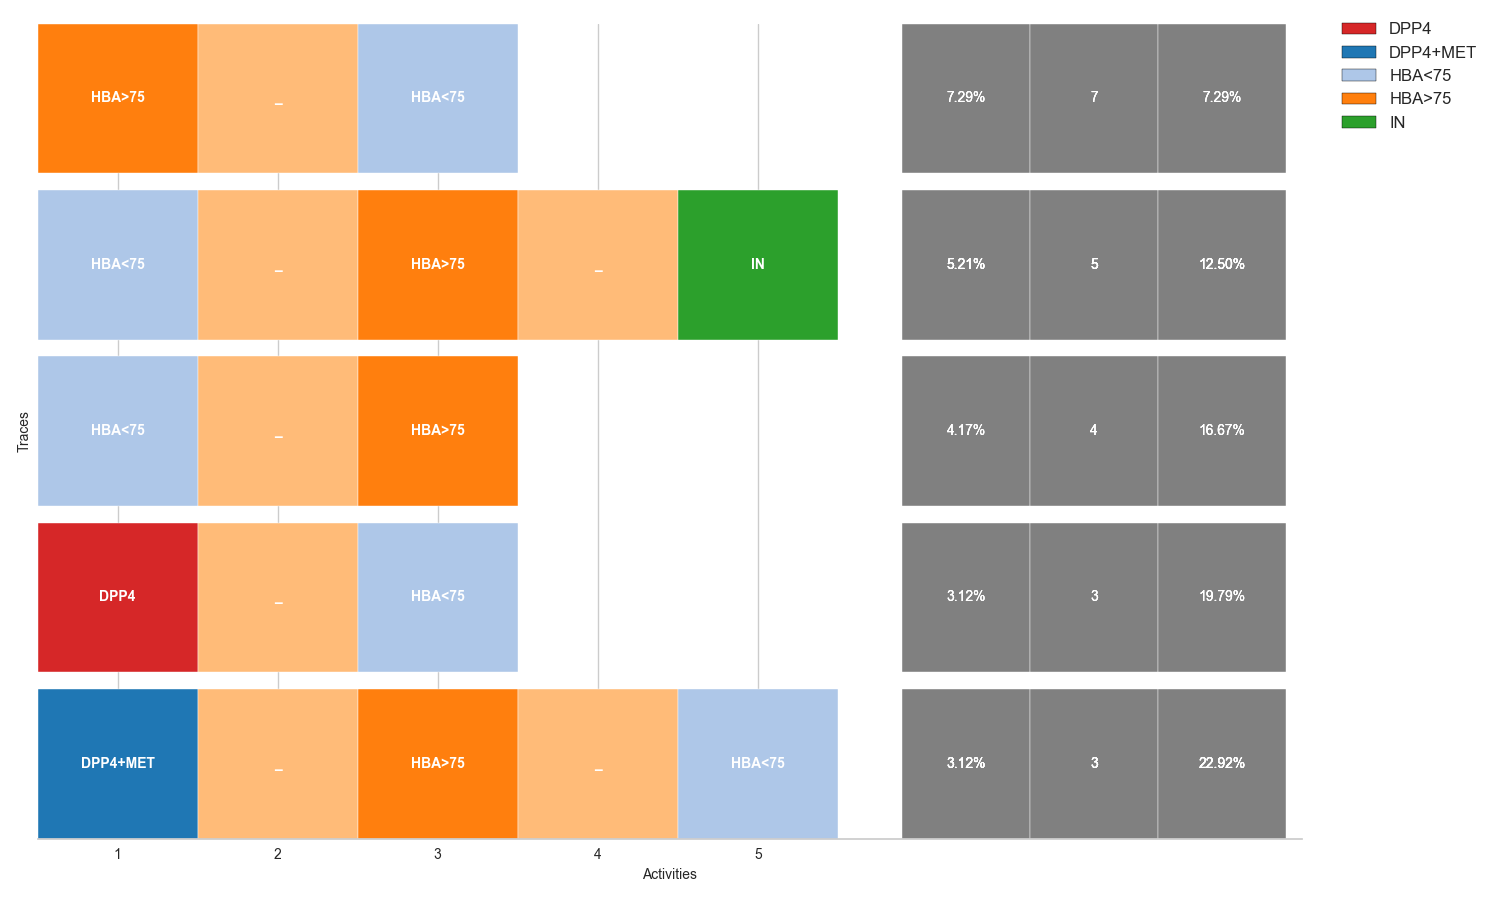 HBA>75 _ HBA<75 7.29% 7 7.29%
HBA<75 _ HBA>75 _ IN 5.21% 5 12.50%
HBA<75 _ HBA>75 4.17% 4 16.67%
DPP4 _ HBA<75 3.12% 3 19.79%
DPP4+MET _ HBA>75 _ HBA<75 3.12% 3 22.92%
1 2 3 4 5
Activities
Traces
DPP4
DPP4+MET
HBA<75
HBA>75
IN